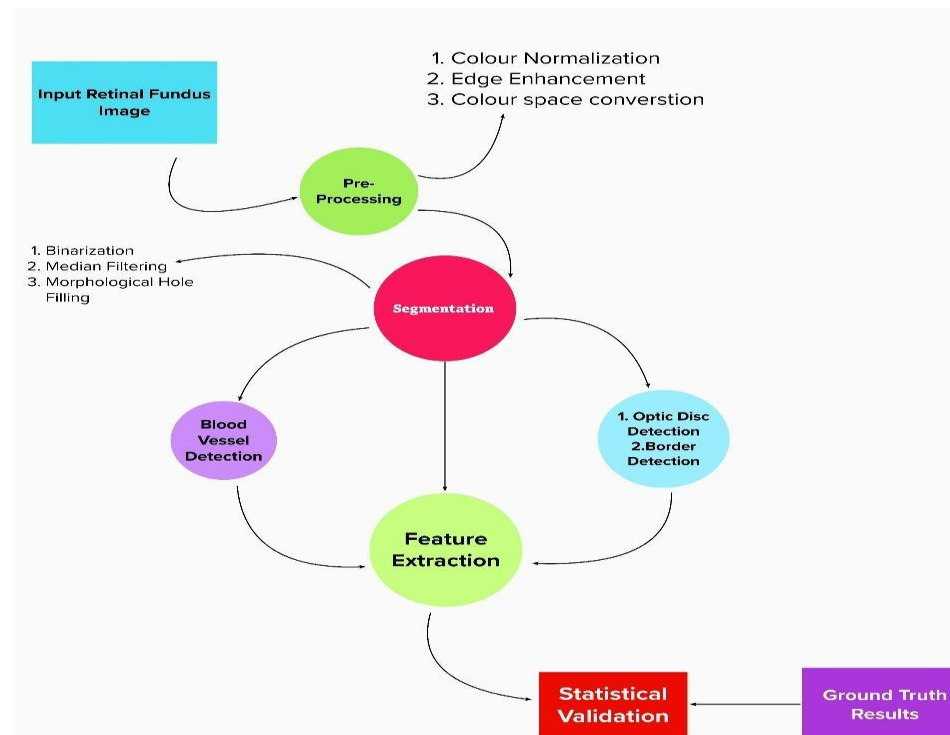 Input Retinal Fundus
Image
1. Colour Normalization
2. Edge Enhancement
3. Colour space converstion
Pre-
Processing
1. Binarization
2. Median Filtering
3. Morphological Hole
Filling
Segmentation
Blood
Vessel
Detection
1. Optic Disc
Detection
2.Border
Detection
Feature
Extraction
Statistical
Validation
Ground Truth
Results